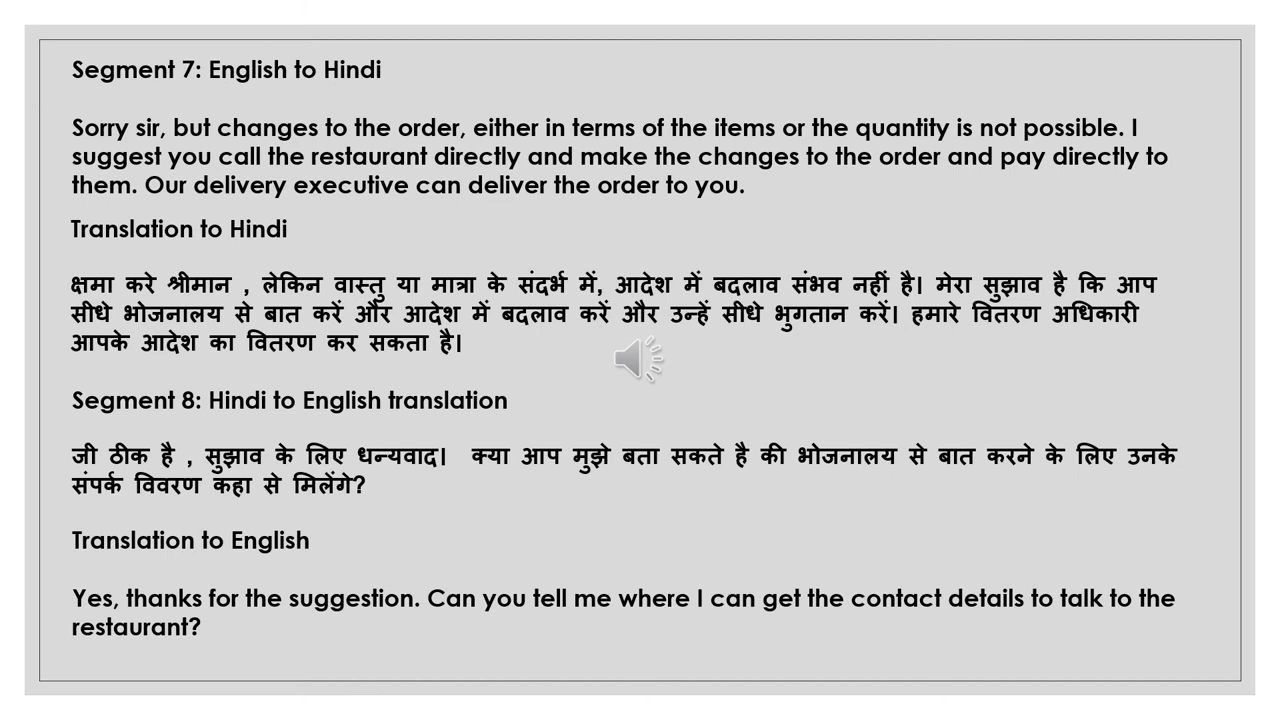 Segment 7: English to Hindi
Sorry sir, but changes to the order, either in terms of the items or the quantity is not possible. I
suggest you call the restaurant directly and make the changes to the order and pay directly to
them. Our delivery executive can deliver the order to you.
Translation to Hindi
क्षमा करे श्रीमान , लेकिन वास्तु या मात्रा के संदर्भ में, आदेश में बदलाव संभव नहीं है। मेरा सुझाव है कि आप
सीधे भोजनालय से बात करें और आदेश में बदलाव करें और उन्हें सीधे भुगतान करें। हमारे वितरण अधिकारी
आपके आदेश का वितरण कर सकता है।
Segment 8: Hindi to English translation
जी ठीक है , सुझाव के लिए धन्यवाद। क्या आप मुझे बता सकते है की भोजनालय से बात करने के लिए उनके
संपर्क विवरण कहा से मिलेंगे?
Translation to English
Yes, thanks for the suggestion. Can you tell me where I can get the contact details to talk to the
restaurant?